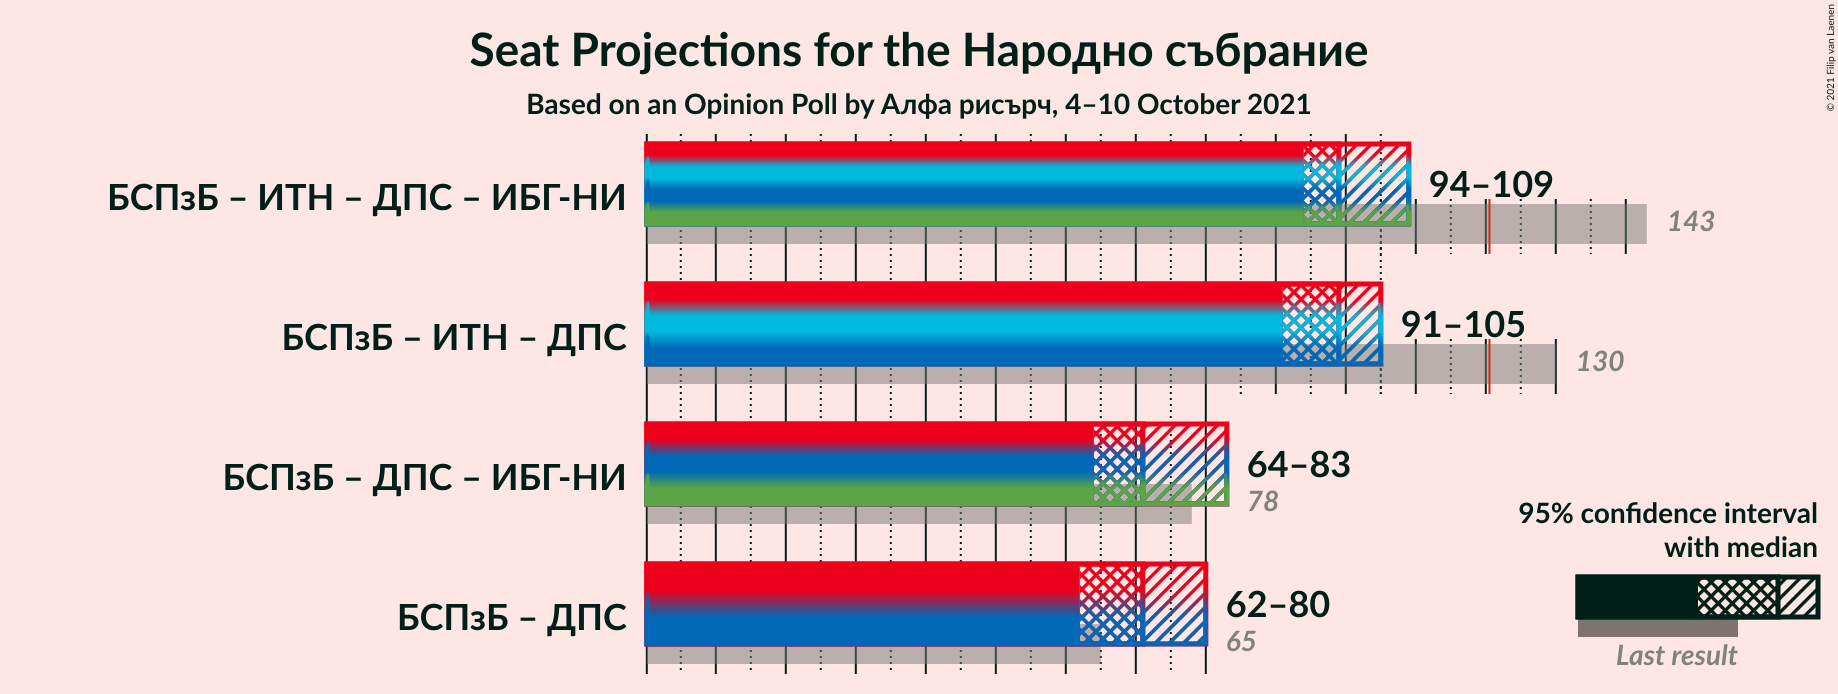 Seat Projections for the Народно събрание
Based on an Opinion Poll by Алфа рисърч, 4–10 October 2021
© 2021 Filip van Laenen
БСПзБ – ИТН – ДПС – ИБГ-НИ
94–109
143
БСПзБ – ИТН – ДПС
91–105
130
БСПзБ – ДПС – ИБГ-НИ
64–83
78
БСПзБ – ДПС
62–80
65
95% confidence interval
with median
Last result